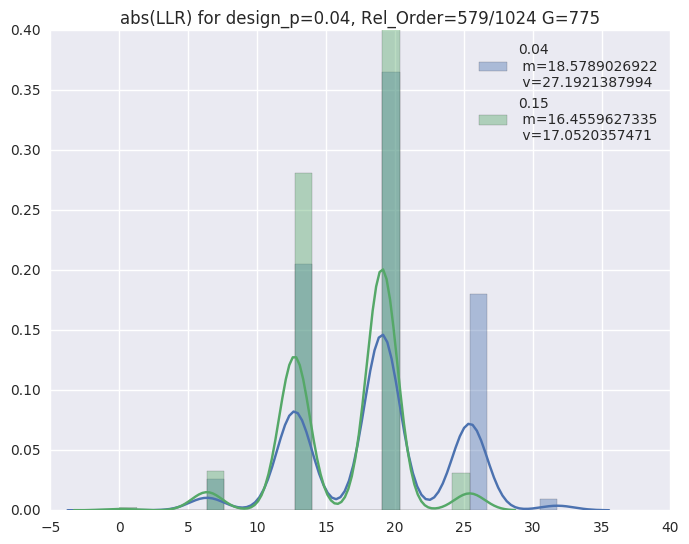 abs(LLR) for design_p=0.04, Rel_Order=579/1024 G=775
0.40
0.35
0.30
0.25
0.20
0.15
0.10
0.05
0.00
0.04
m=18.5789026922
v=27.1921387994
0.15
m=16.4559627335
v=17.0520357471
−5 0 5 10 15 20 25 30 35 40